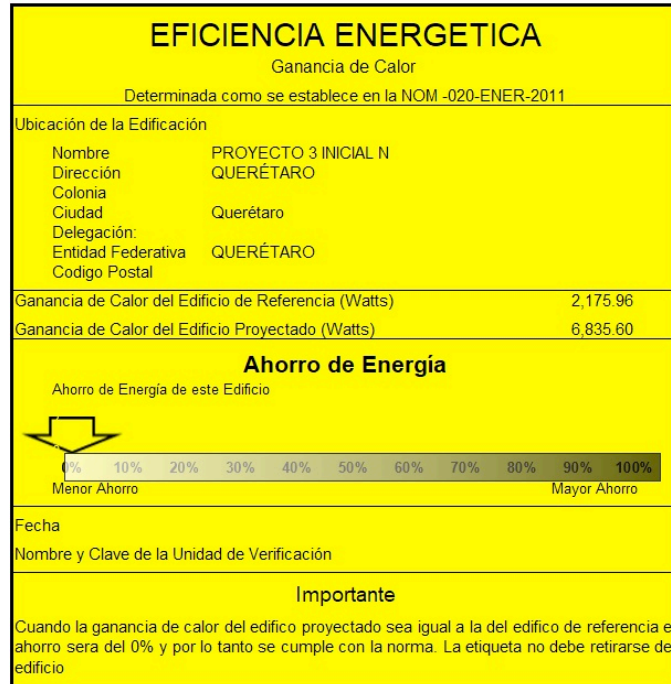 EFICIENCIA ENERGETICA
Ganancia de Calor
Determinada como se establece en la NOM -020-ENER-2011
Ubicación de la Edificación
Nombre PROYECTO 3 INICIAL N
Dirección QUERÉTARO
Colonia
Ciudad Querétaro
Delegación:
Entidad Federativa QUERÉTARO
Codigo Postal
Ganancia de Calor del Edificio de Referencia (Watts) 2,175.96
Ganancia de Calor del Edificio Proyectado (Watts) 6,835.60
Ahorro de Energía
Ahorro de Energía de este Edificio
0% 10% 20% 30% 40% 50% 60% 70% 80% 90% 100%
Menor Ahorro Mayor Ahorro
Fecha
Nombre y Clave de la Unidad de Verificación
Importante
Cuando la ganancia de calor del edifico proyectado sea igual a la del edifico de referencia e
ahorro sera del 0% y por lo tanto se cumple con la norma. La etiqueta no debe retirarse de
edificio